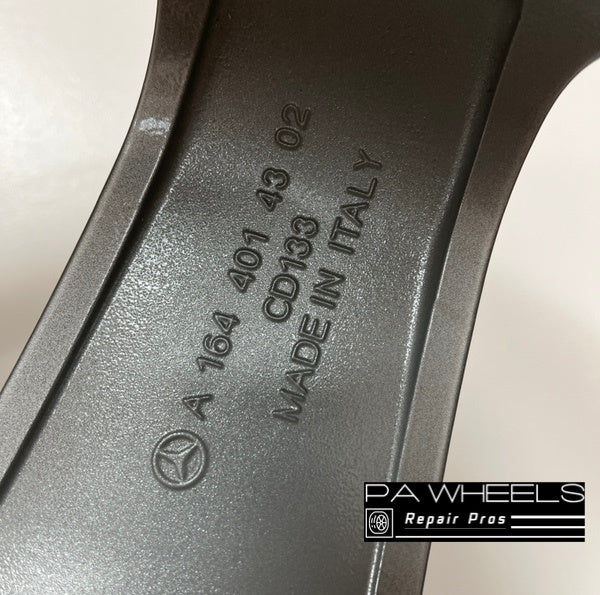 A 164 401 43 02
CD133
MADE IN ITALY
PA WHEELS
Repair Pros